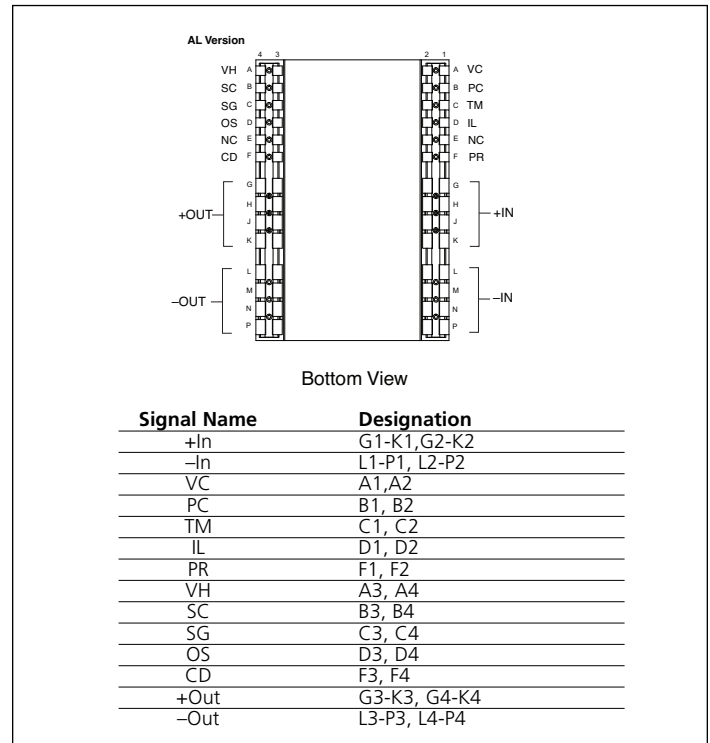 AL Version
4 3 2 1
VH A A VC
SC B B PC
SG C C TM
OS D D IL
NC E E NC
CD F F PR
G G
H H
+OUT +IN
J J
K K
L L
M M
–OUT –IN
N N
P P
Bottom View
Signal Name Designation
+In G1-K1,G2-K2
–In L1-P1, L2-P2
VC A1,A2
PC B1, B2
TM C1, C2
IL D1, D2
PR F1, F2
VH A3, A4
SC B3, B4
SG C3, C4
OS D3, D4
CD F3, F4
+Out G3-K3, G4-K4
–Out L3-P3, L4-P4